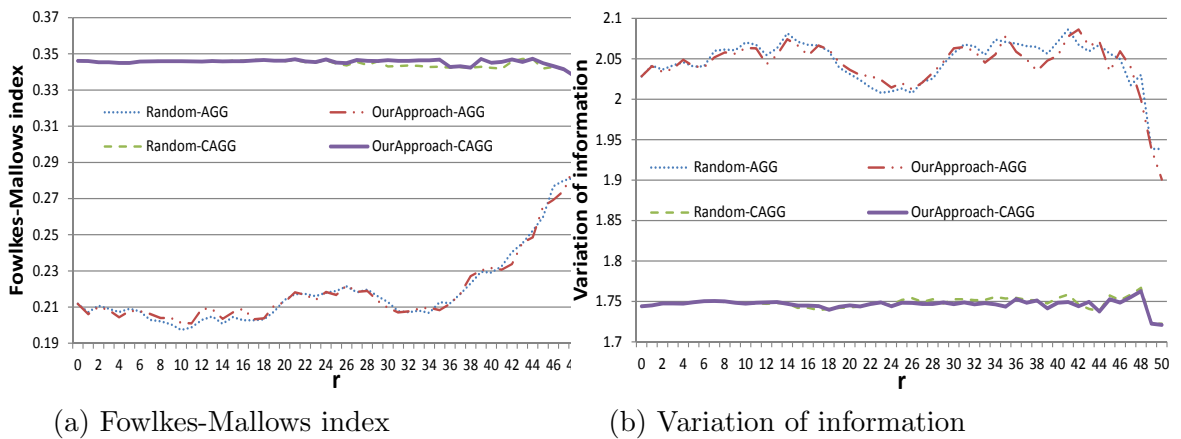 0.37
0.35
0.33
0.31
0.29
0.27
0.25
0.23
0.21
0.19
Fowlkes-Mallows index
Random-AGG OurApproach-AGG
Random-CAGG OurApproach-CAGG
0 2 4 6 8 10 12 14 16 18 20 22 24 26 28 30 32 34 36 38 40 42 44 46 4
r
(a) Fowlkes-Mallows index
2.1
2.05
2
1.95
1.9
1.85
1.8
1.75
1.7
Variation of information
Random-AGG OurApproach-AGG
Random-CAGG OurApproach-CAGG
0 2 4 6 8 10 12 14 16 18 20 22 24 26 28 30 32 34 36 38 40 42 44 46 48 50
r
(b) Variation of information